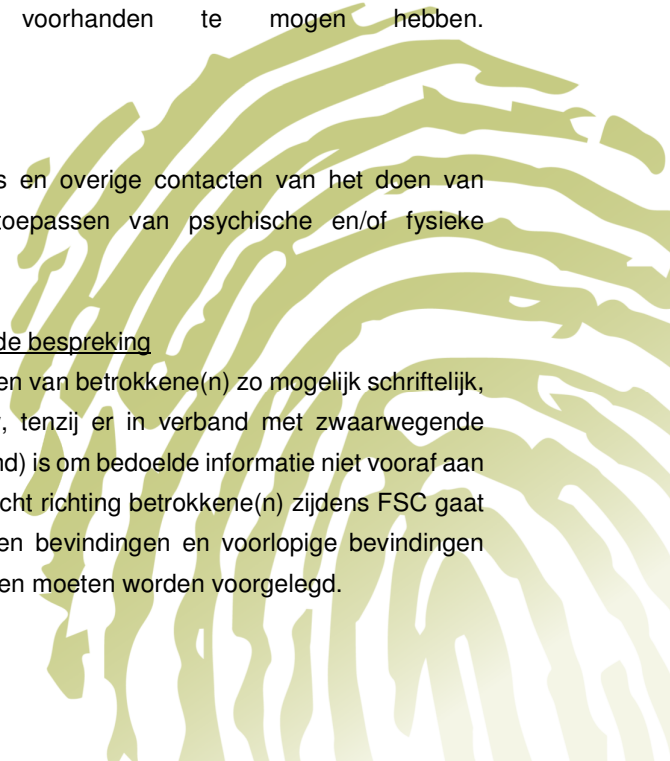 voorhanden te mogen hebben.
s en overige contacten van het doen van
toepassen van psychische en/of fysieke
de bespreking
en van betrokkene(n) zo mogelijk schriftelijk,
, tenzij er in verband met zwaarwegende
nd) is om bedoelde informatie niet vooraf aan
cht richting betrokkene(n) zijdens FSC gaat
en bevindingen en voorlopige bevindingen
en moeten worden voorgelegd.